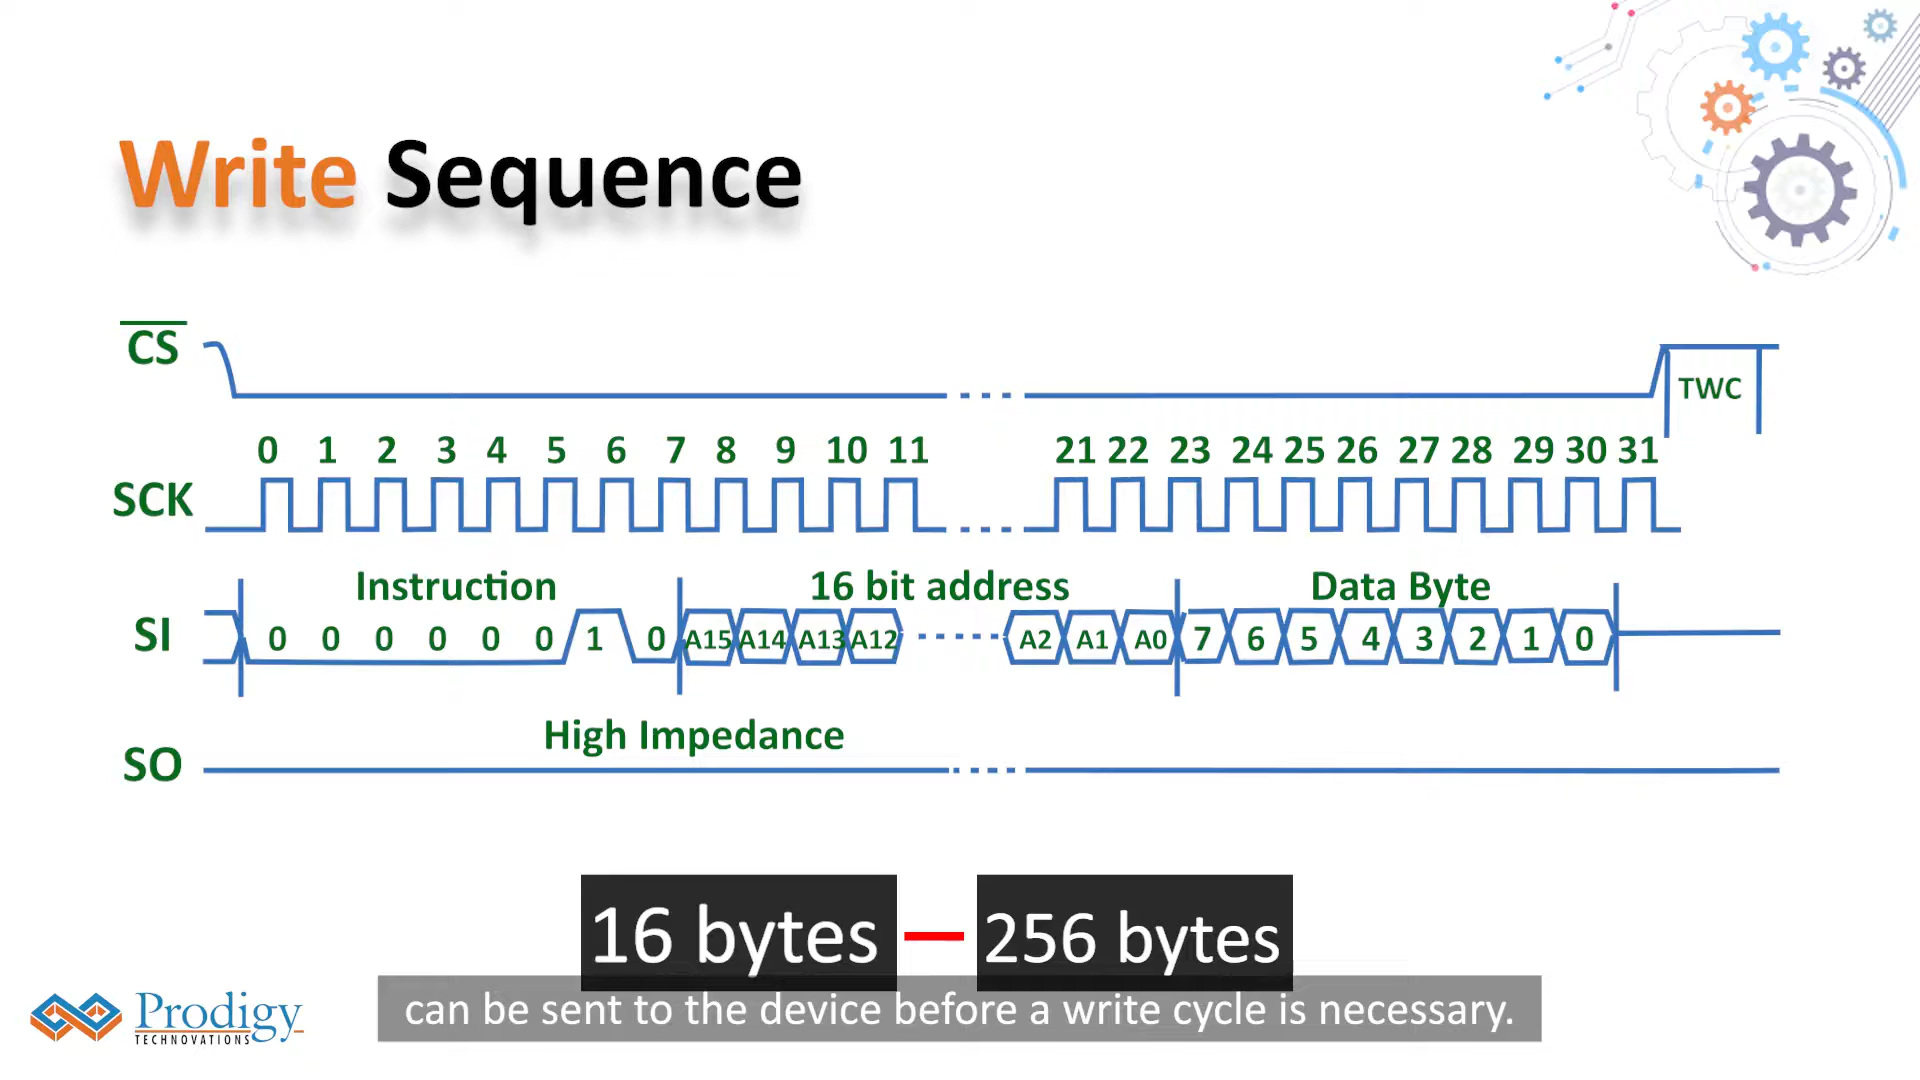 Write Sequence
CS
TWC
0 1 2 3 4 5 6 7 8 9 10 11 21 22 23 24 25 26 27 28 29 30 31
SCK
Instruction 16 bit address Data Byte
SI 0 0 0 0 0 0 1 0 A15 A14 A13 A12 A2 A1 A0 7 6 5 4 3 2 1 0
High Impedance
SO
16 bytes — 256 bytes
can be sent to the device before a write cycle is necessary.
Prodigy
TECHNOVATIONS